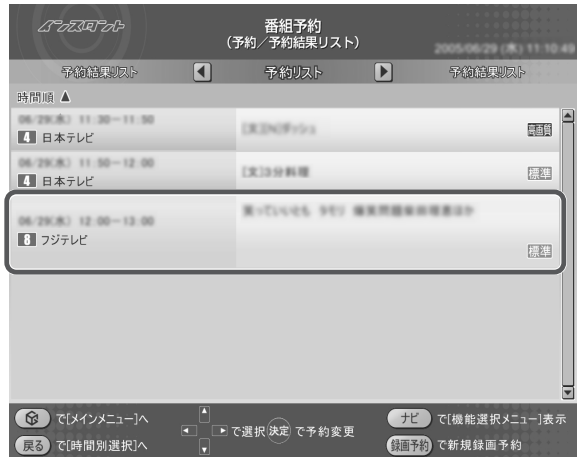 インスタント
番組予約
(予約／予約結果リスト)
2005/06/29 (水) 11:10:49
予約結果リスト
予約リスト
予約結果リスト
時間順 ▲
06/29(水) 11:30－11:50
4 日本テレビ
06/29(水) 11:50－12:00
[文]3分料理
4 日本テレビ
標準
06/29(水) 12:00－13:00
8 フジテレビ
標準
で[メインメニュー]へ
戻る で[時間別選択]へ
で選択 決定 で予約変更
ナビ で[機能選択メニュー]表示
録画予約 で新規録画予約